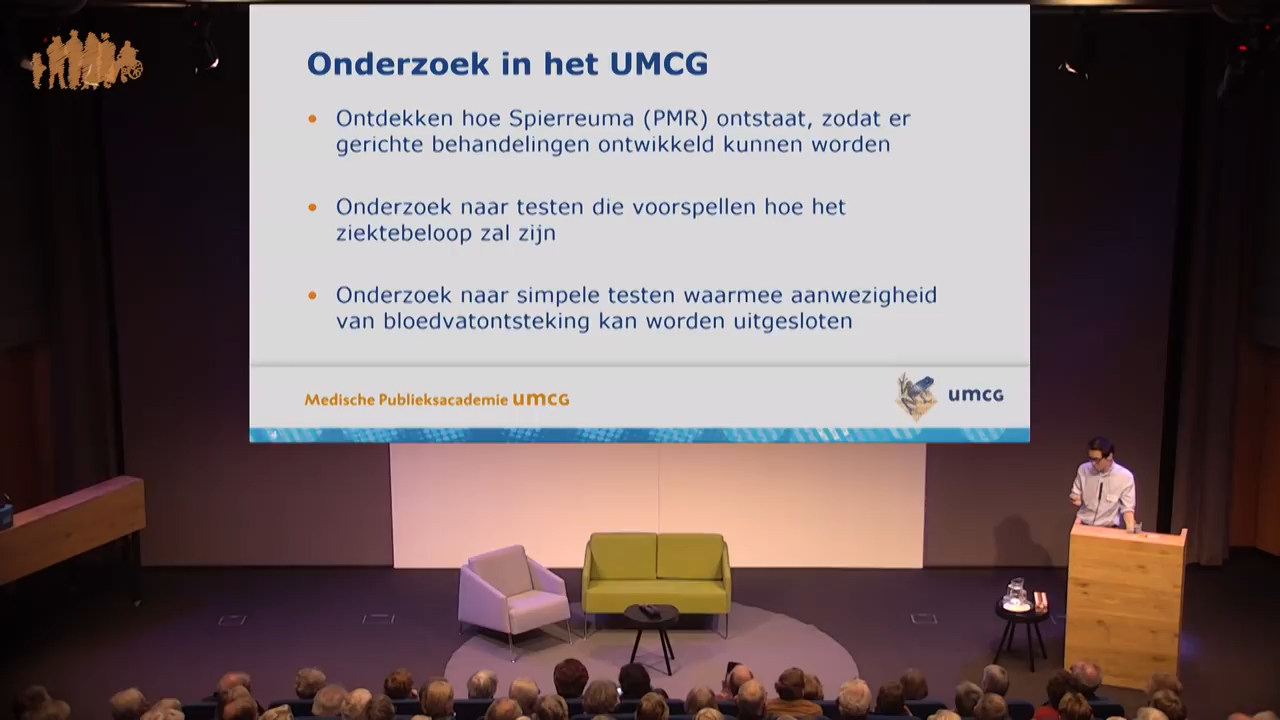 Onderzoek in het UMCG
• Ontdekken hoe Spierreuma (PMR) ontstaat, zodat er
gerichte behandelingen ontwikkeld kunnen worden
• Onderzoek naar testen die voorspellen hoe het
ziektebeloop zal zijn
• Onderzoek naar simpele testen waarmee aanwezigheid
van bloedvatontsteking kan worden uitgesloten
Medische Publieksacademie umcg
umcg